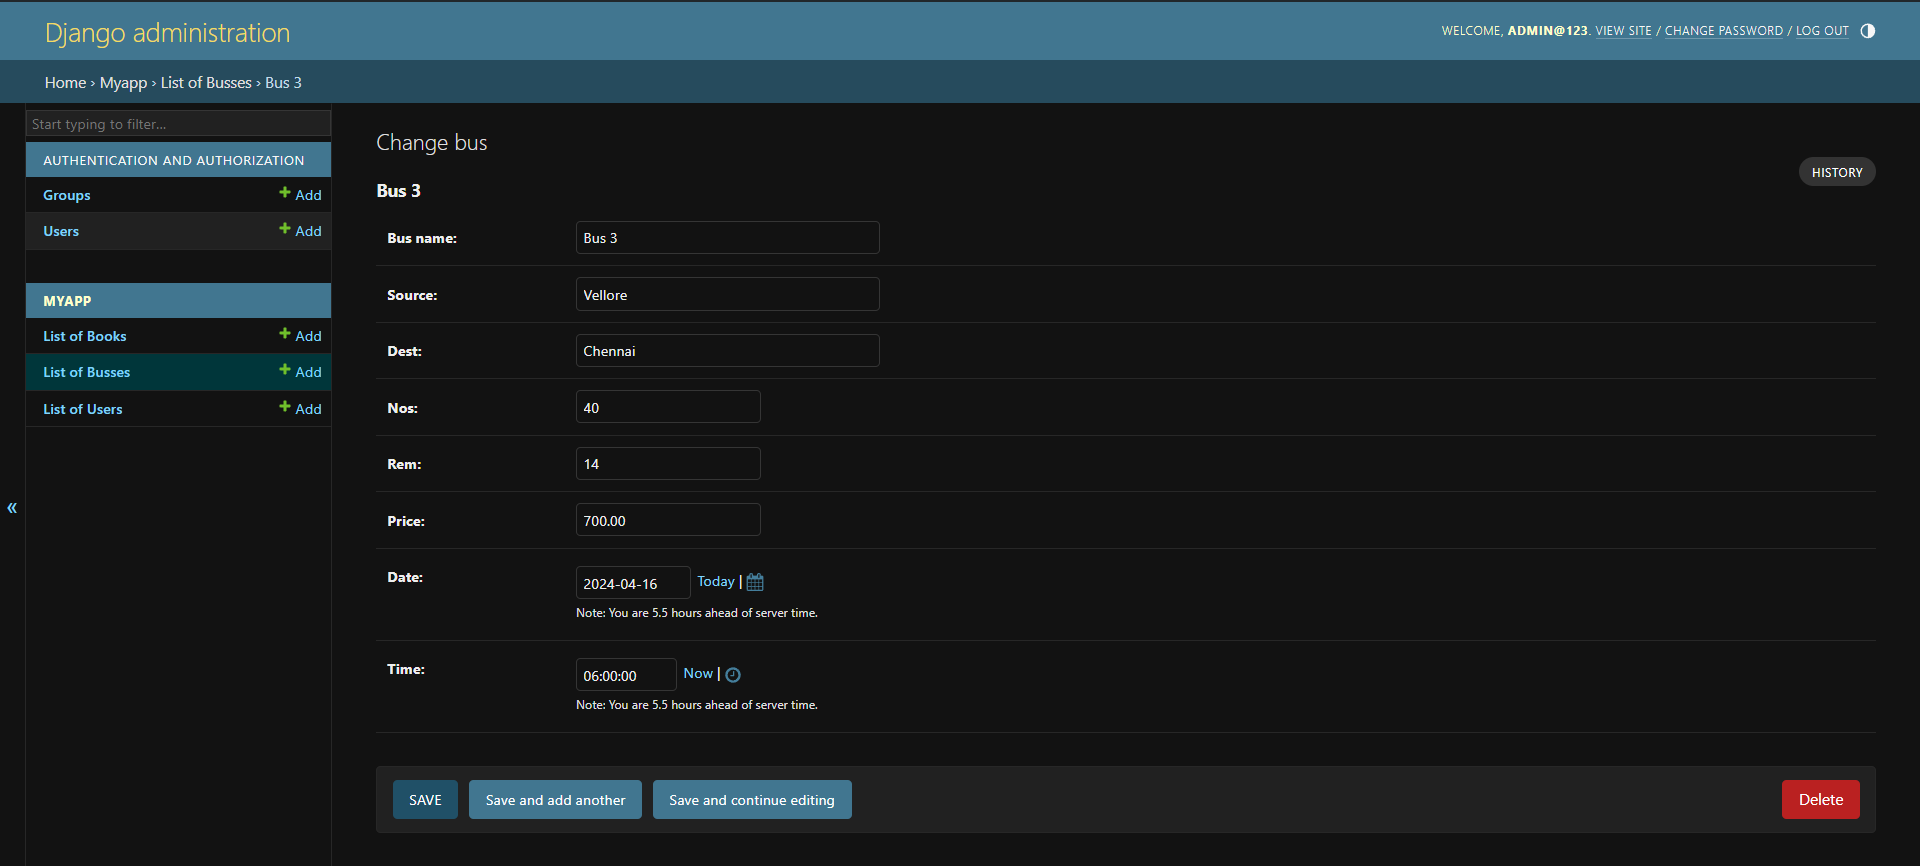 Django administration
WELCOME, ADMIN@123. VIEW SITE / CHANGE PASSWORD / LOG OUT
Home › Myapp › List of Busses › Bus 3
Start typing to filter...
AUTHENTICATION AND AUTHORIZATION
Groups Add
Users Add
MYAPP
List of Books Add
List of Busses Add
List of Users Add
«
Change bus
HISTORY
Bus 3
Bus name: Bus 3
Source: Vellore
Dest: Chennai
Nos: 40
Rem: 14
Price: 700.00
Date: 2024-04-16 Today |
Note: You are 5.5 hours ahead of server time.
Time: 06:00:00 Now |
Note: You are 5.5 hours ahead of server time.
SAVE Save and add another Save and continue editing Delete